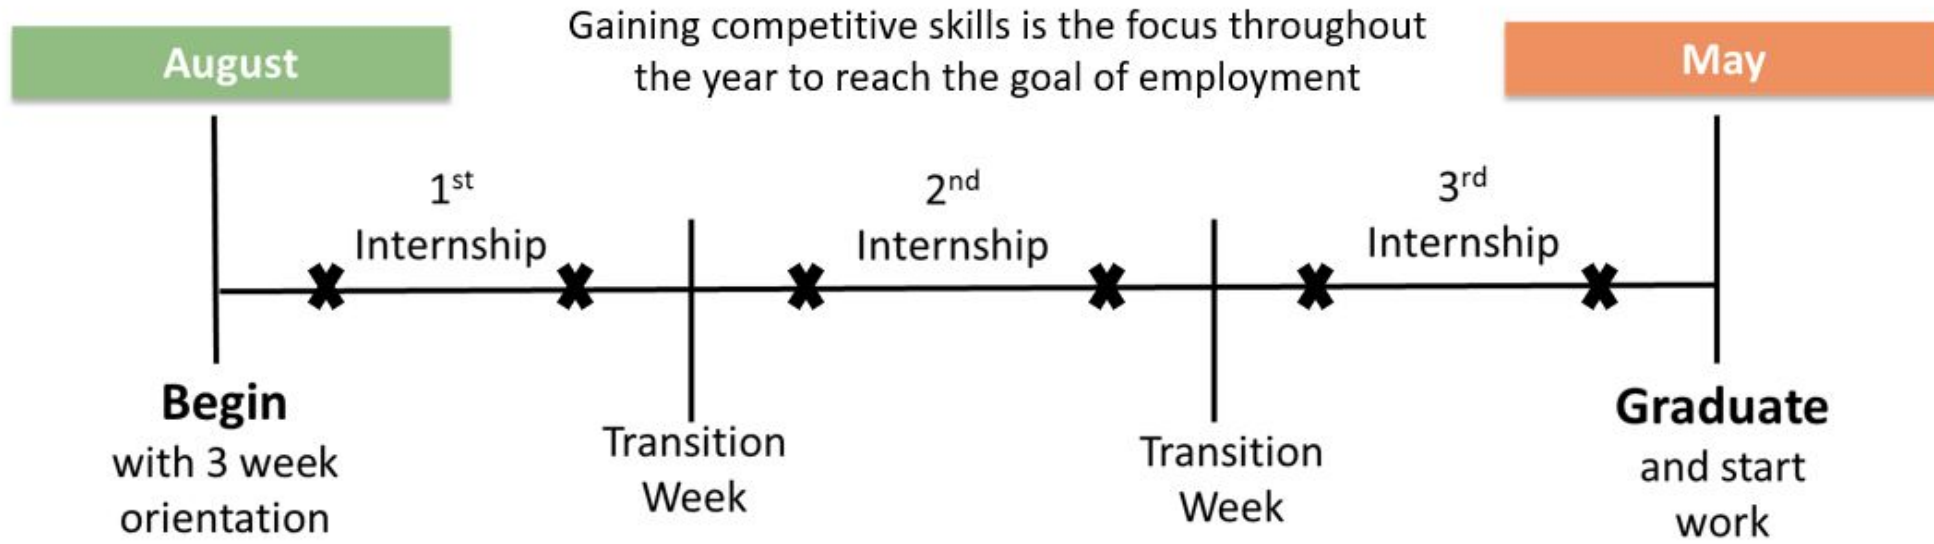 August
Gaining competitive skills is the focus throughout
the year to reach the goal of employment
May
1st
Internship
2nd
Internship
3rd
Internship
Begin
with 3 week
orientation
Transition
Week
Transition
Week
Graduate
and start
work